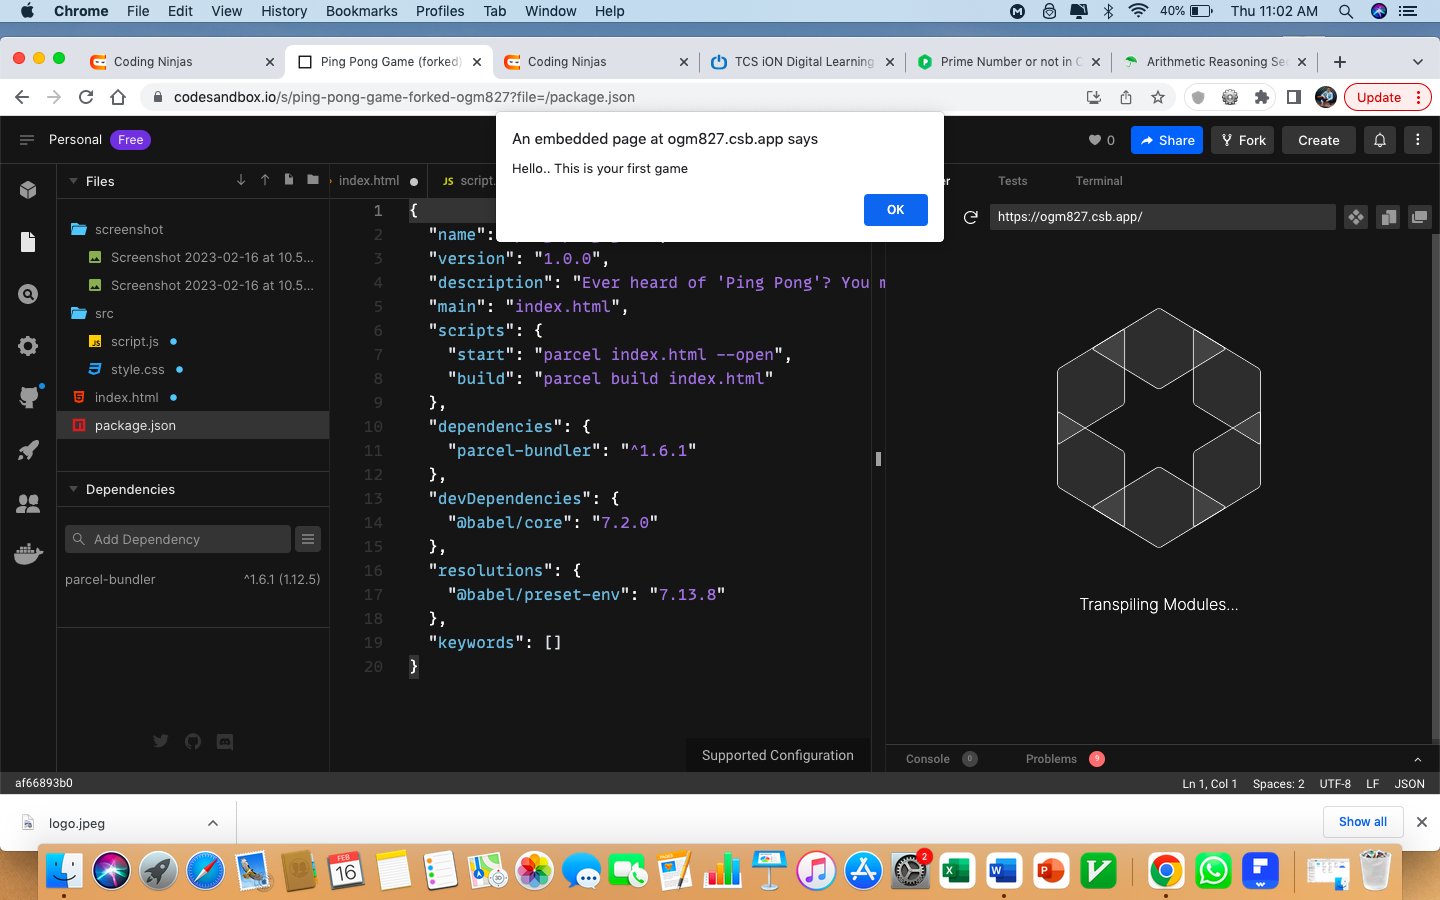 Chrome File Edit View History Bookmarks Profiles Tab Window Help 40% Thu 11:02 AM
Coding Ninjas Ping Pong Game (forked) Coding Ninjas TCS iON Digital Learning Prime Number or not in C Arithmetic Reasoning Se
codesandbox.io/s/ping-pong-game-forked-ogm827?file=/package.json Update
An embedded page at ogm827.csb.app says
Hello.. This is your first game
OK
Personal Free 0 Share Fork Create
Files
index.html
JS script.
Tests Terminal
https://ogm827.csb.app/
screenshot
Screenshot 2023-02-16 at 10.5...
Screenshot 2023-02-16 at 10.5...
src
script.js
style.css
index.html
package.json
Dependencies
Add Dependency
parcel-bundler ^1.6.1 (1.12.5)
1 {
2 "name":
3 "version": "1.0.0",
4 "description": "Ever heard of 'Ping Pong'? You m
5 "main": "index.html",
6 "scripts": {
7 "start": "parcel index.html --open",
8 "build": "parcel build index.html"
9 },
10 "dependencies": {
11 "parcel-bundler": "^1.6.1"
12 },
13 "devDependencies": {
14 "@babel/core": "7.2.0"
15 },
16 "resolutions": {
17 "@babel/preset-env": "7.13.8"
18 },
19 "keywords": []
20 }
Transpiling Modules...
Supported Configuration
Console 0 Problems 9
af66893b0 Ln 1, Col 1 Spaces: 2 UTF-8 LF JSON
logo.jpeg Show all
FEB
16
PAGES
2
X W P V